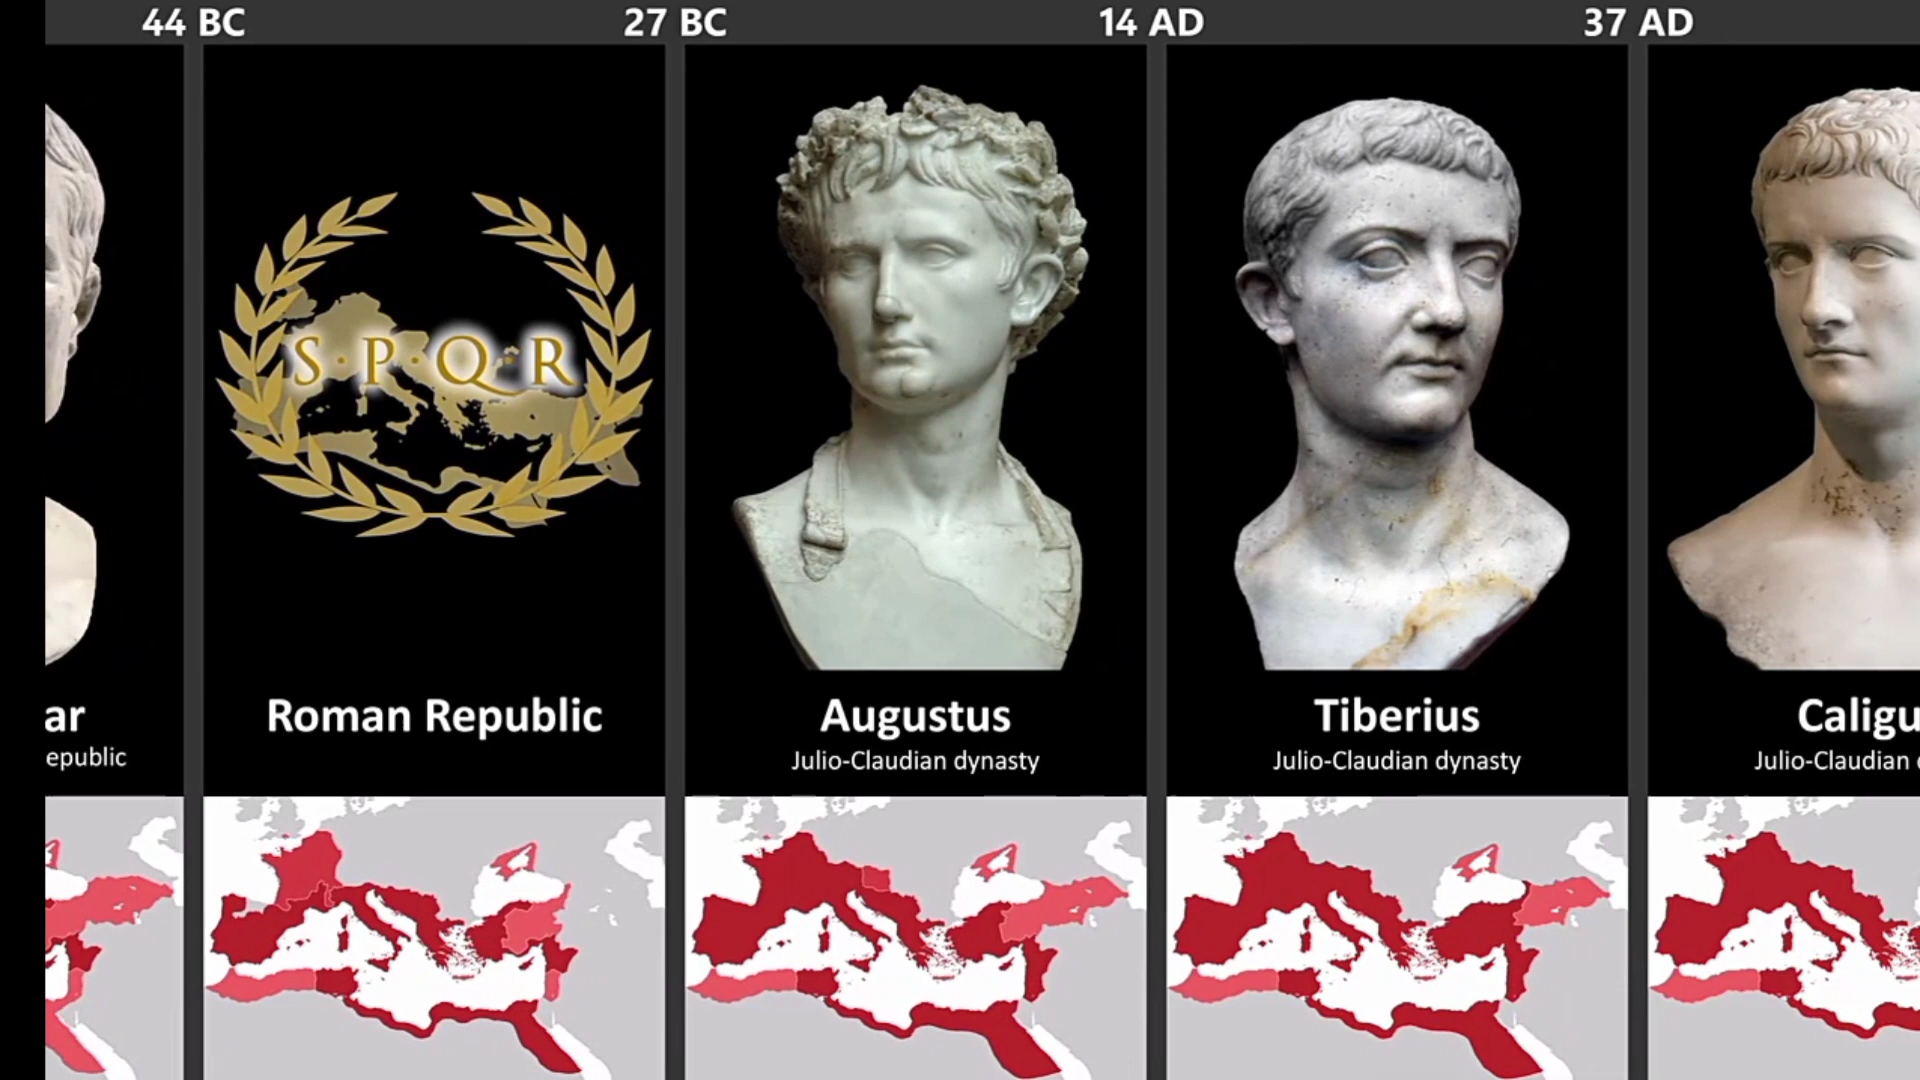 44 BC
27 BC
14 AD
37 AD
S·P·Q·R
ar
Roman Republic
Augustus
Tiberius
Caligu
epublic
Julio-Claudian dynasty
Julio-Claudian dynasty
Julio-Claudian